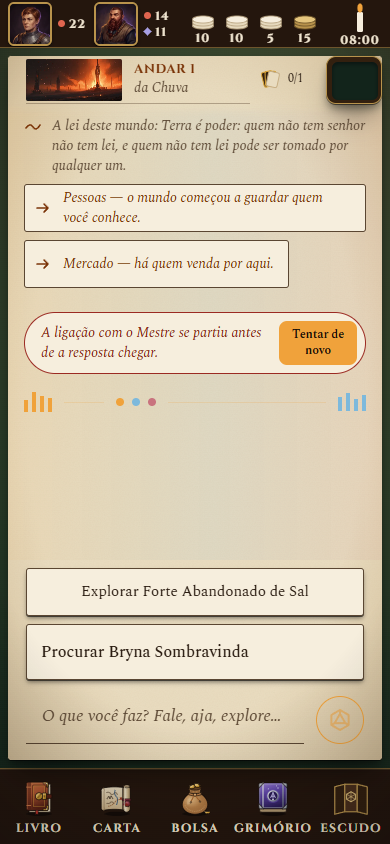 22
14
11
10
10
5
15
08:00
ANDAR 1
da Chuva
0/1
A lei deste mundo: Terra é poder: quem não tem senhor
não tem lei, e quem não tem lei pode ser tomado por
qualquer um.
→ Pessoas — o mundo começou a guardar quem
você conhece.
→ Mercado — há quem venda por aqui.
A ligação com o Mestre se partiu antes
de a resposta chegar.
Tentar de
novo
Explorar Forte Abandonado de Sal
Procurar Bryna Sombravinda
O que você faz? Fale, aja, explore...
LIVRO
CARTA
BOLSA
GRIMÓRIO
ESCUDO